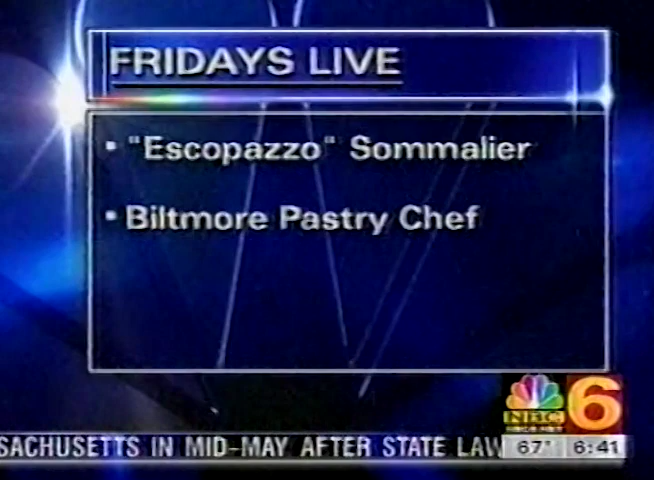 FRIDAYS LIVE
"Escopazzo" Sommalier
Biltmore Pastry Chef
NBC 6
SACHUSETTS IN MID-MAY AFTER STATE LAW
67° 6:41